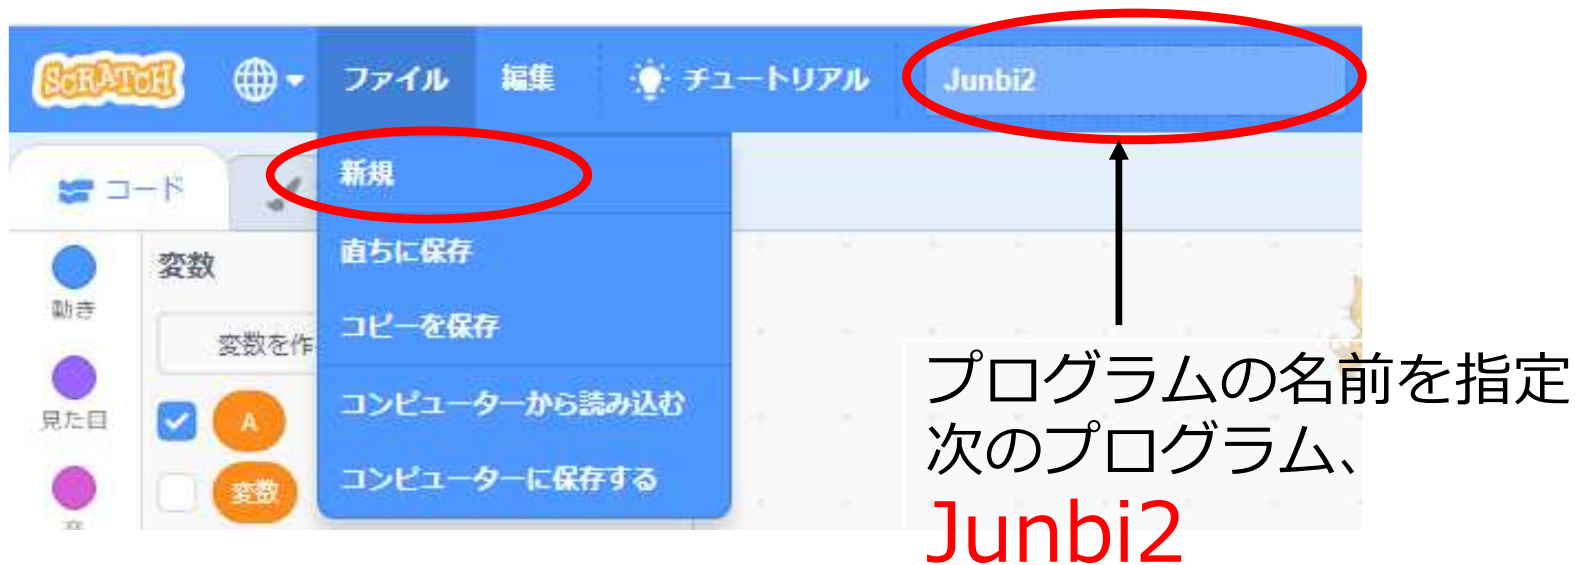 SCRATCH
ファイル
編集
チュートリアル
Junbi2
コード
新規
直ちに保存
コピーを保存
コンピューターから読み込む
コンピューターに保存する
動き
見た目
変数
変数を作
A
変数
プログラムの名前を指定
次のプログラム、
Junbi2